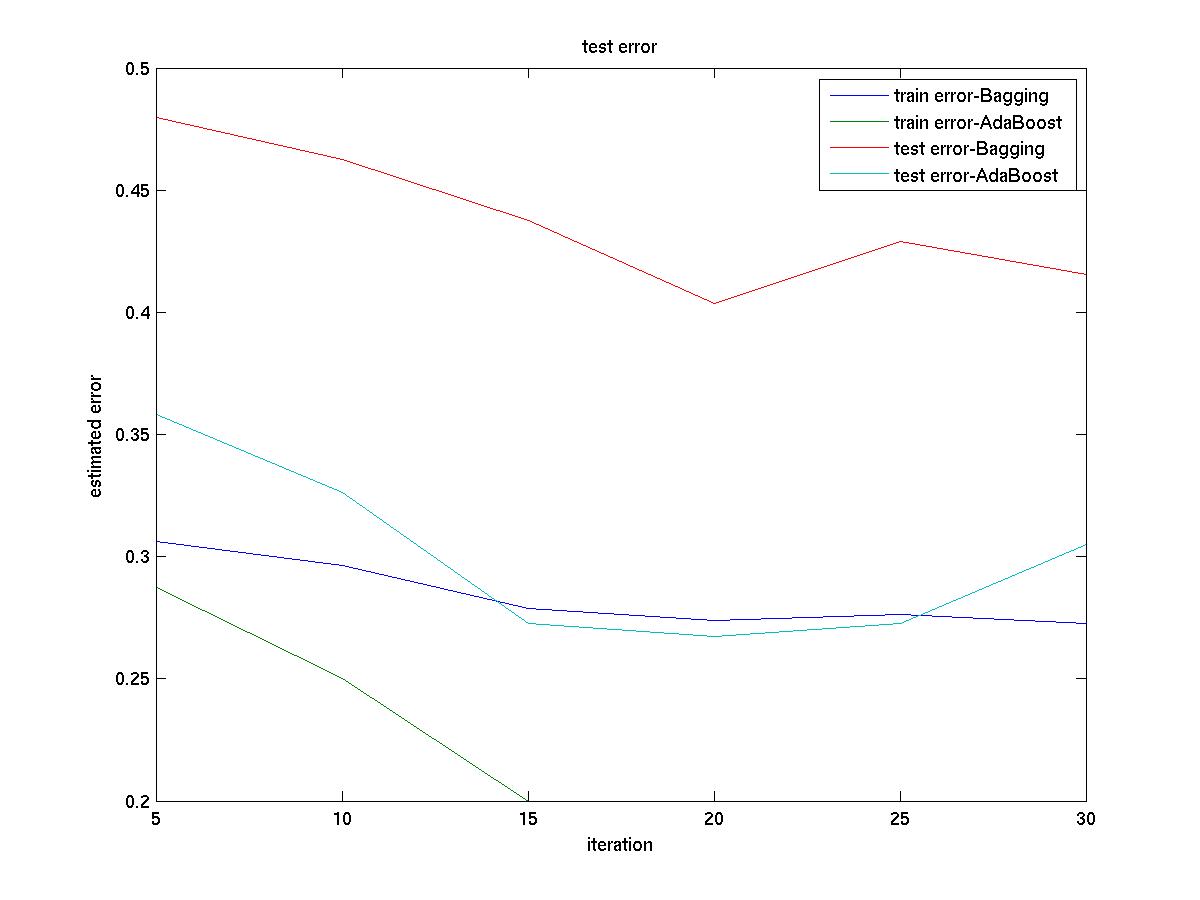 test error
0.5
train error-Bagging
train error-AdaBoost
test error-Bagging
test error-AdaBoost
0.45
0.4
0.35
0.3
0.25
0.2
estimated error
5 10 15 20 25 30
iteration